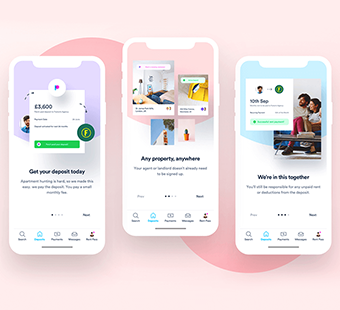 £3,600
Get your deposit today
Apartment hunting is hard, so we made this
easy: we pay the deposit. You pay a small
monthly fee.
Next
Search
Deposits
Payments
Messages
Rent Pass
Any property, anywhere
Your agent or landlord doesn't already need
to be signed up.
Prev
Next
Search
Deposits
Payments
Messages
Rent Pass
10th Sep
We're in this together
You'll still be responsible for any unpaid rent
or deductions from the deposit.
Prev
Next
Search
Deposits
Payments
Messages
Rent Pass